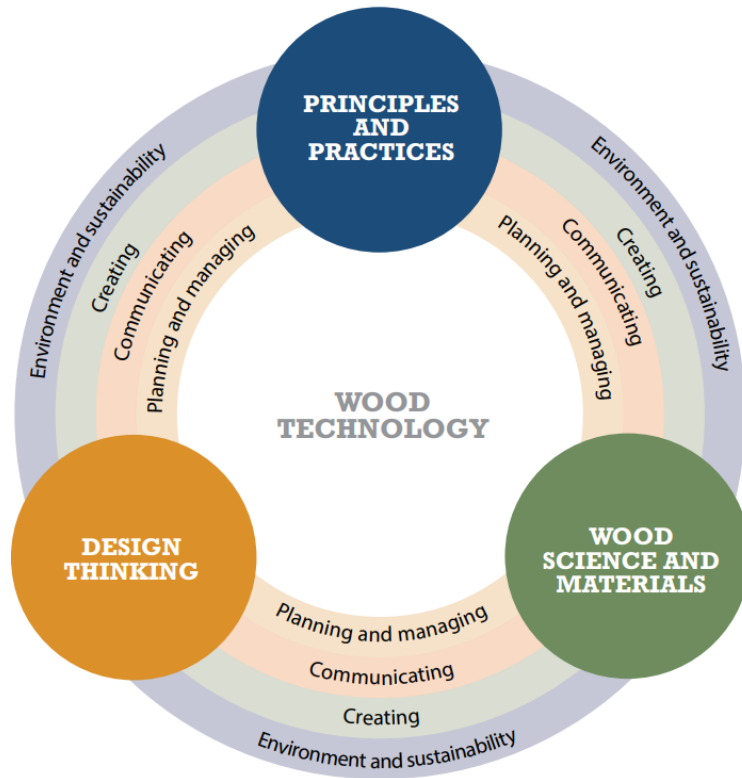 PRINCIPLES
AND
PRACTICES
Environment and sustainability
Creating
Communicating
Planning and managing
Environment and sustainability
Creating
Communicating
Planning and managing
WOOD
TECHNOLOGY
DESIGN
THINKING
WOOD
SCIENCE AND
MATERIALS
Planning and managing
Communicating
Creating
Environment and sustainability